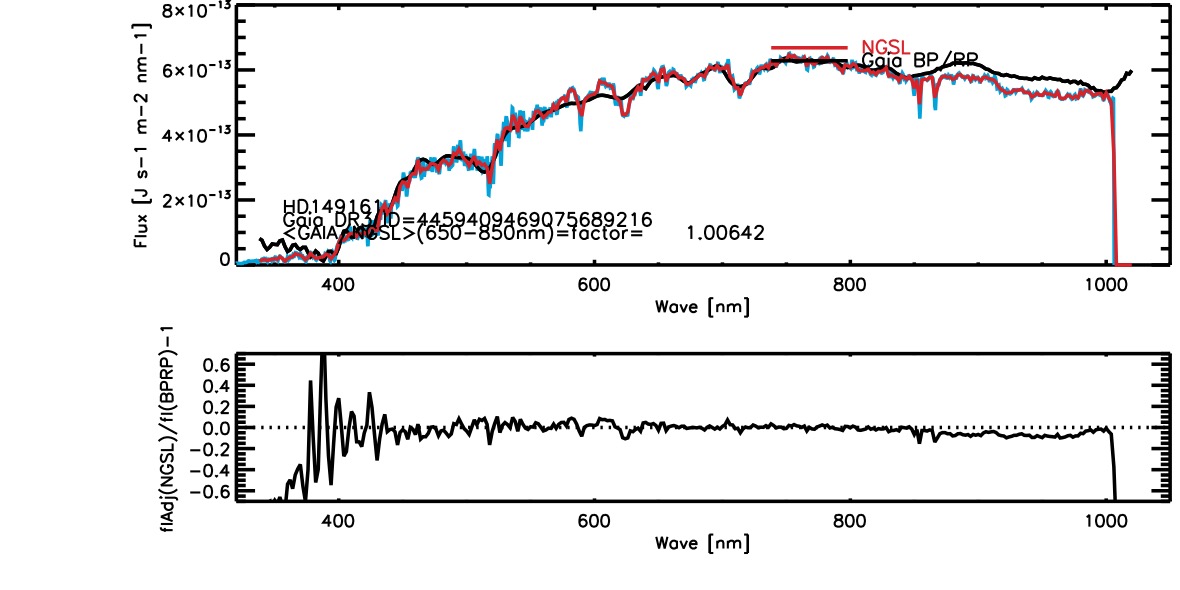 8×10−13
6×10−13
4×10−13
2×10−13
0
Flux [J s−1 m−2 nm−1]
NGSL
Gaia BP/RP
HD149161
Gaia DR3 ID=4459409469075689216
<GAIA/NGSL>(650−850nm)=factor= 1.00642
400 600 800 1000
Wave [nm]
flAdj(NGSL)/fl(BPRP)−1
0.6
0.4
0.2
0.0
−0.2
−0.4
−0.6
400 600 800 1000
Wave [nm]